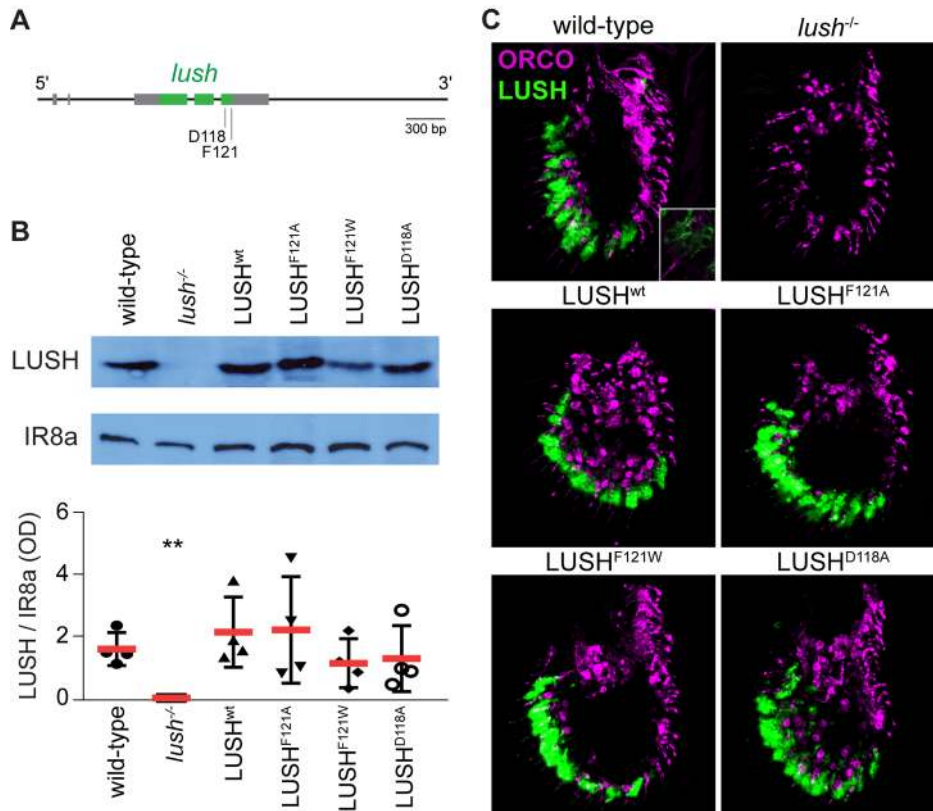 A
5'
lush
3'
D118
F121
300 bp
B
wild-type
lush-/-
LUSHwt
LUSHF121A
LUSHF121W
LUSHD118A
LUSH
IR8a
LUSH / IR8a (OD)
6
4
2
0
**
wild-type
lush-/-
LUSHwt
LUSHF121A
LUSHF121W
LUSHD118A
C
wild-type
lush-/-
ORCO
LUSH
LUSHwt
LUSHF121A
LUSHF121W
LUSHD118A